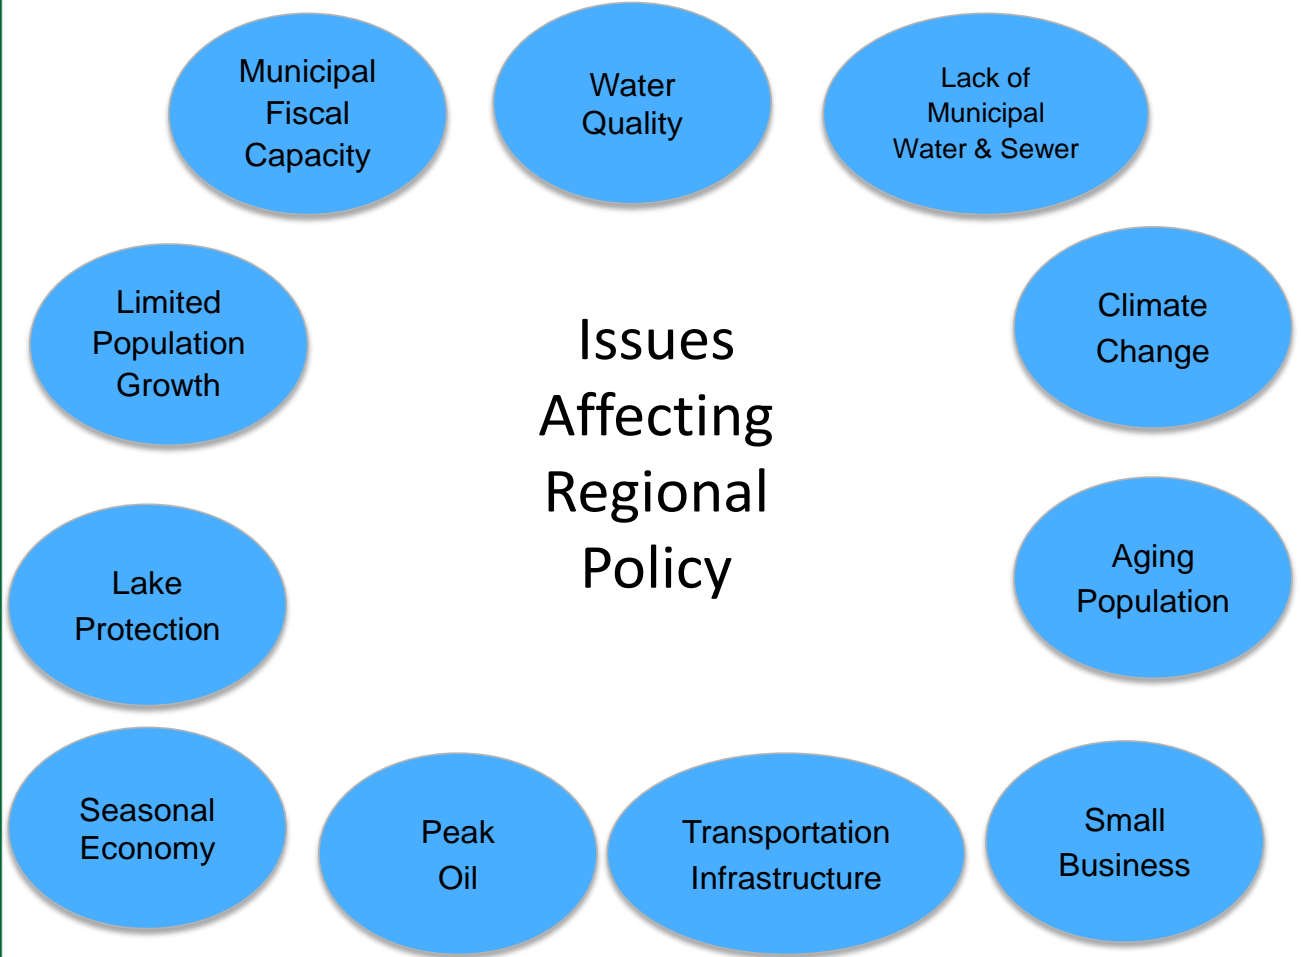 Municipal
Fiscal
Capacity
Water
Quality
Lack of
Municipal
Water & Sewer
Limited
Population
Growth
Climate
Change
Issues
Affecting
Regional
Policy
Lake
Protection
Aging
Population
Seasonal
Economy
Peak
Oil
Transportation
Infrastructure
Small
Business